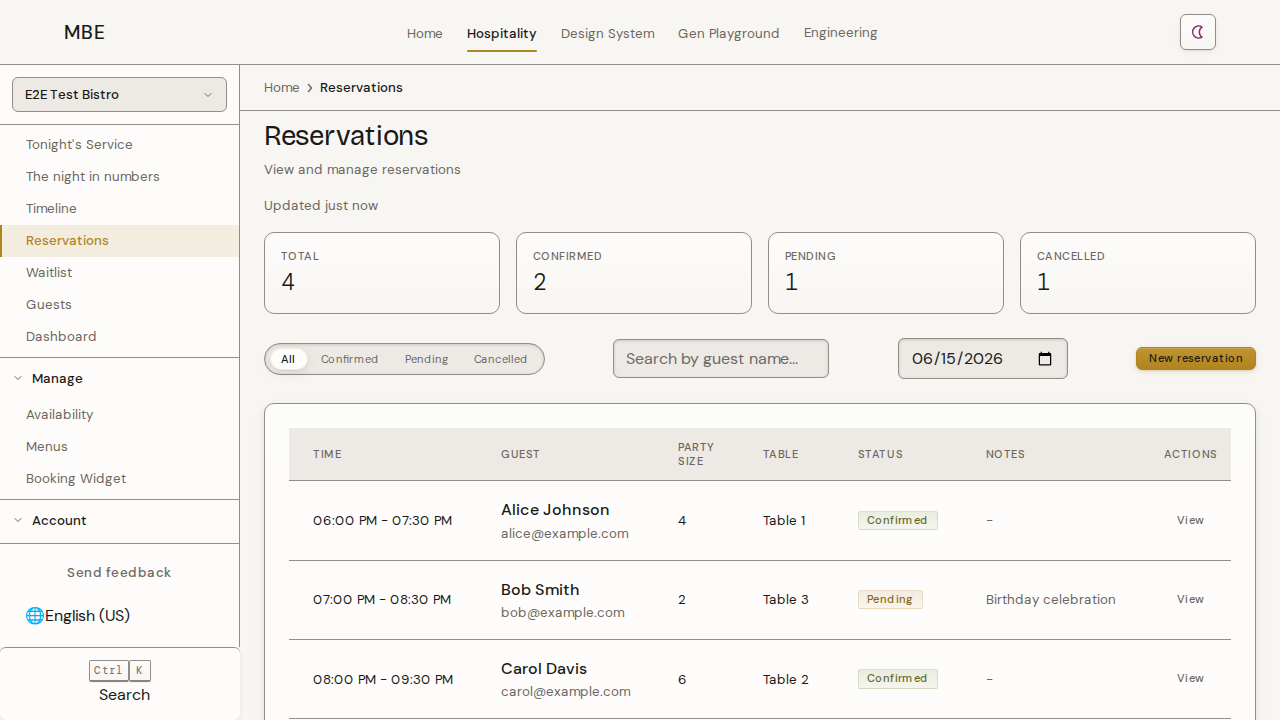 MBE
Home Hospitality Design System Gen Playground Engineering
E2E Test Bistro
Tonight's Service
The night in numbers
Timeline
Reservations
Waitlist
Guests
Dashboard
Manage
Availability
Menus
Booking Widget
Account
Send feedback
English (US)
Ctrl K
Search
Home Reservations
Reservations
View and manage reservations
Updated just now
TOTAL
4
CONFIRMED
2
PENDING
1
CANCELLED
1
All Confirmed Pending Cancelled
Search by guest name...
06/15/2026
New reservation
TIME GUEST PARTY SIZE TABLE STATUS NOTES ACTIONS
06:00 PM – 07:30 PM Alice Johnson alice@example.com 4 Table 1 Confirmed – View
07:00 PM – 08:30 PM Bob Smith bob@example.com 2 Table 3 Pending Birthday celebration View
08:00 PM – 09:30 PM Carol Davis carol@example.com 6 Table 2 Confirmed – View